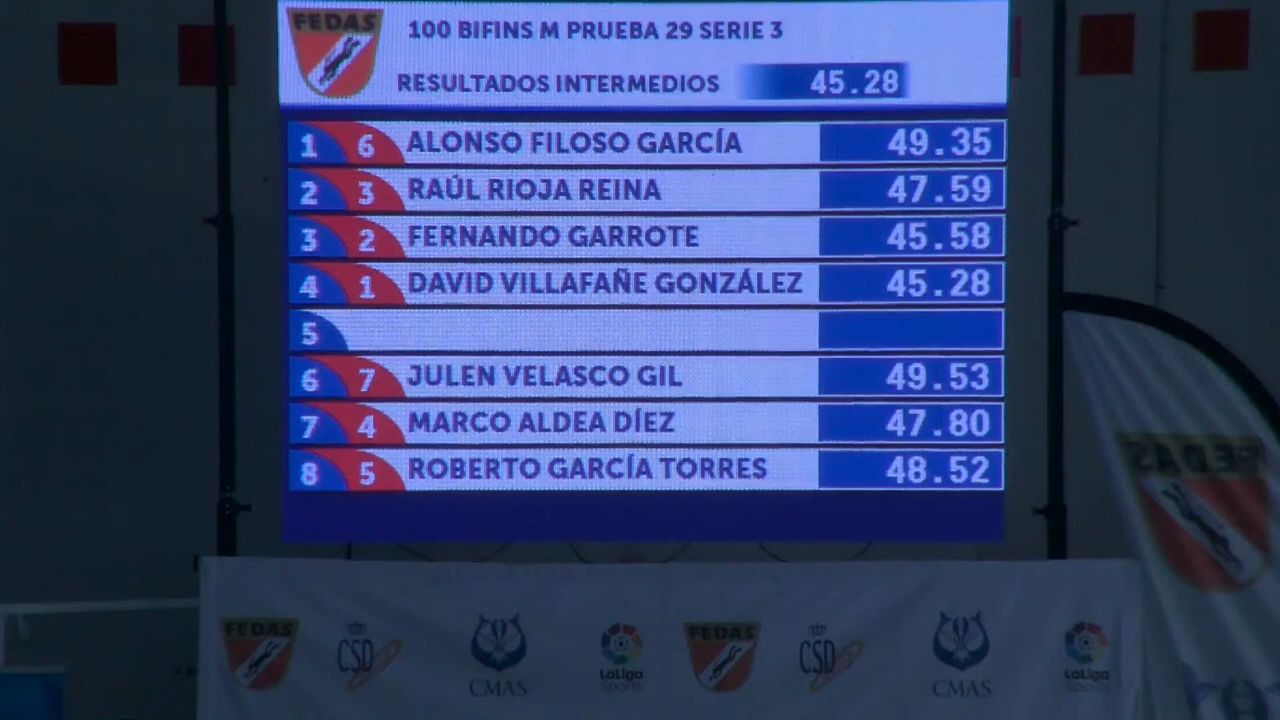 FEDAS
100 BIFINS M PRUEBA 29 SERIE 3
RESULTADOS INTERMEDIOS 45.28
1 6 ALONSO FILOSO GARCÍA 49.35
2 3 RAÚL RIOJA REINA 47.59
3 2 FERNANDO GARROTE 45.58
4 1 DAVID VILLAFAÑE GONZÁLEZ 45.28
5
6 7 JULEN VELASCO GIL 49.53
7 4 MARCO ALDEA DÍEZ 47.80
8 5 ROBERTO GARCÍA TORRES 48.52
FEDAS
FEDAS CSD CMAS LaLiga Sports FEDAS CSD CMAS LaLiga Sports